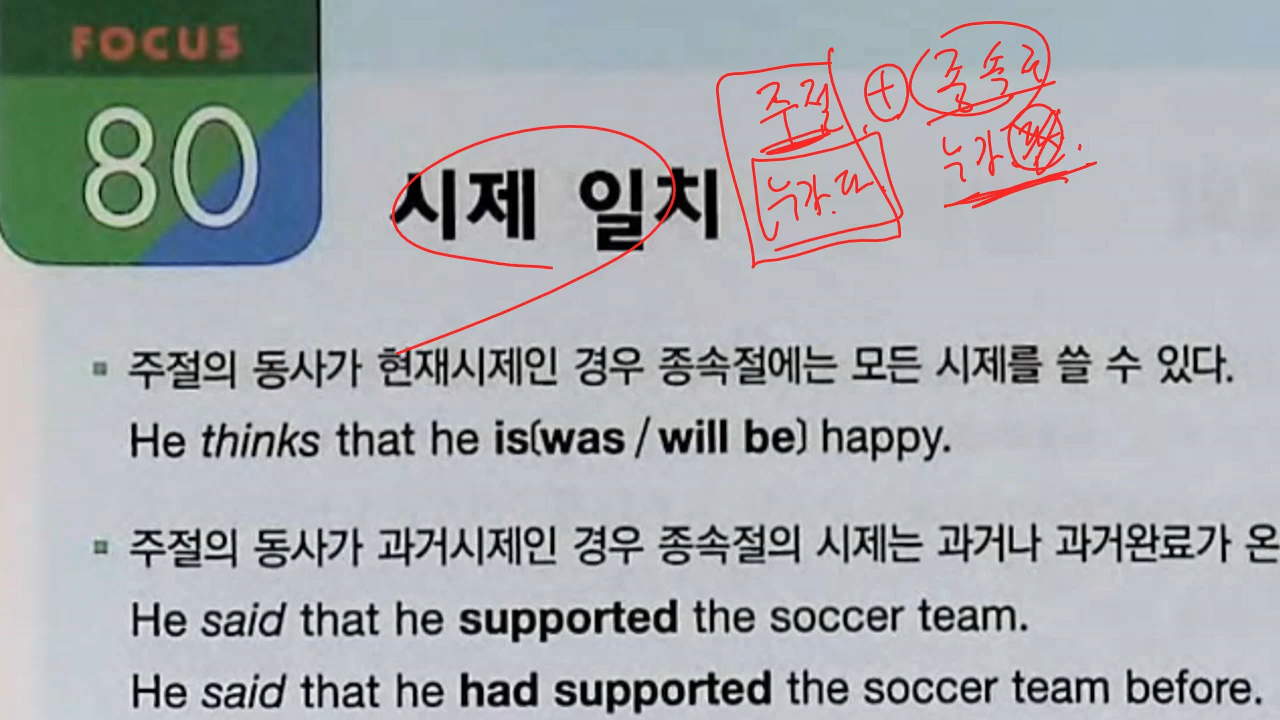 FOCUS
80
시제 일치
주절 + 종속절
누가.다
누가
주절의 동사가 현재시제인 경우 종속절에는 모든 시제를 쓸 수 있다.
He thinks that he is(was / will be) happy.
주절의 동사가 과거시제인 경우 종속절의 시제는 과거나 과거완료가 온
He said that he supported the soccer team.
He said that he had supported the soccer team before.